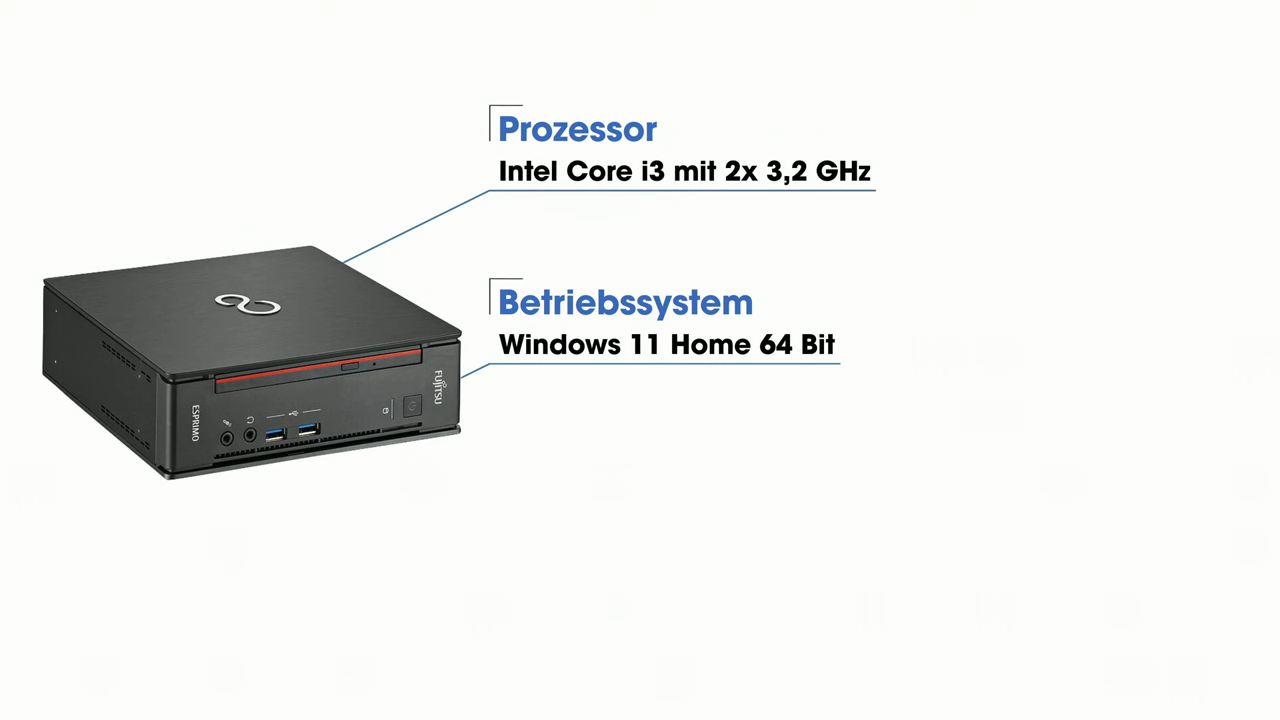 Prozessor
Intel Core i3 mit 2x 3,2 GHz
Betriebssystem
Windows 11 Home 64 Bit
FUJITSU
ESPRIMO